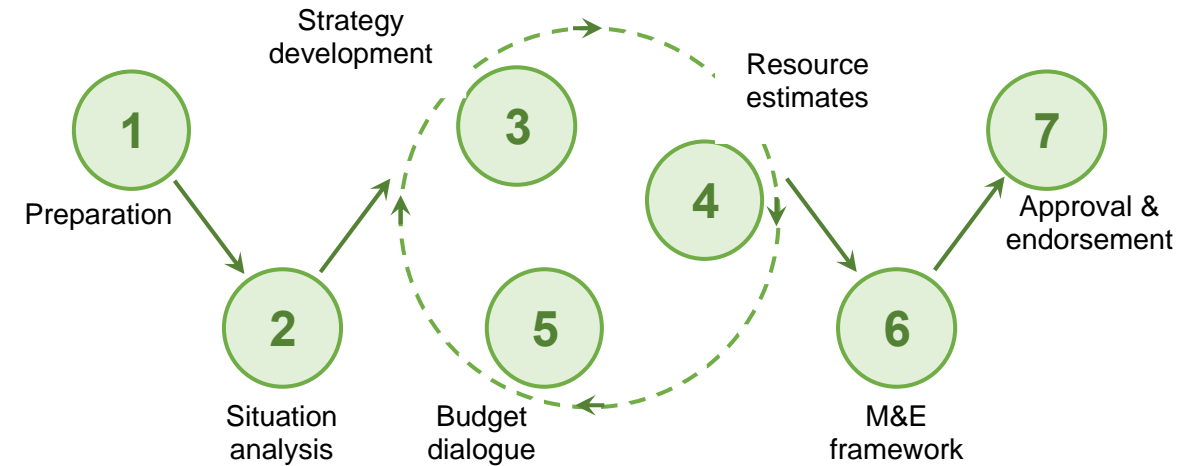 1
Preparation
2
Situation
analysis
Strategy
development
3
Resource
estimates
4
5
Budget
dialogue
6
M&E
framework
7
Approval &
endorsement